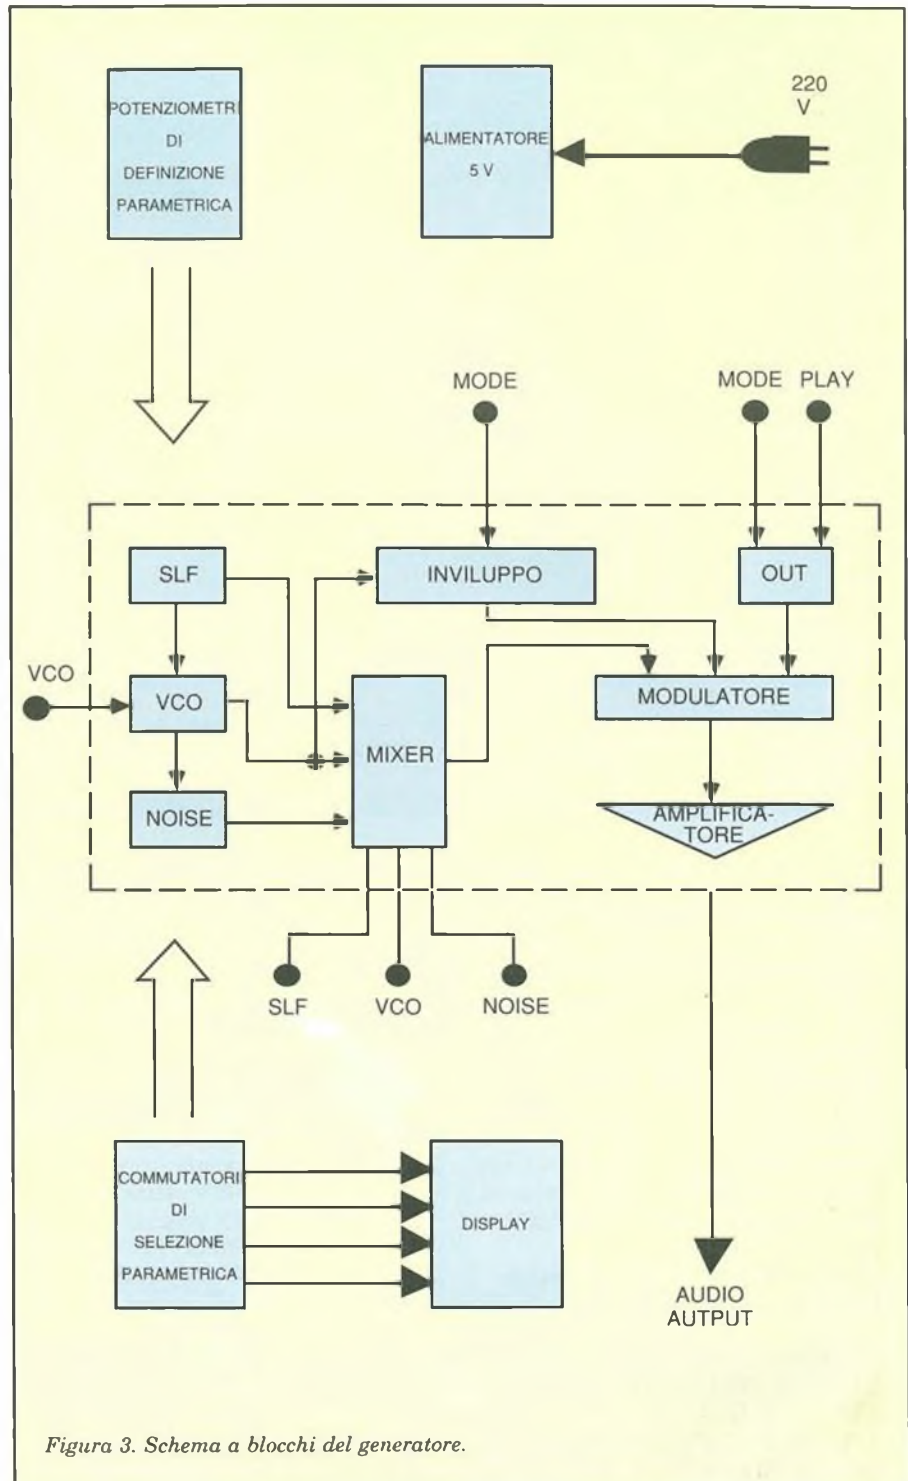 POTENZIOMETRI
DI
DEFINIZIONE
PARAMETRICA
ALIMENTATORE
5 V
220
V
MODE
MODE PLAY
SLF
INVILUPPO
OUT
VCO
VCO
MIXER
MODULATORE
NOISE
AMPLIFICA-
TORE
SLF
VCO
NOISE
COMMUTATORI
DI
SELEZIONE
PARAMETRICA
DISPLAY
AUDIO
AUTPUT
Figura 3. Schema a blocchi del generatore.